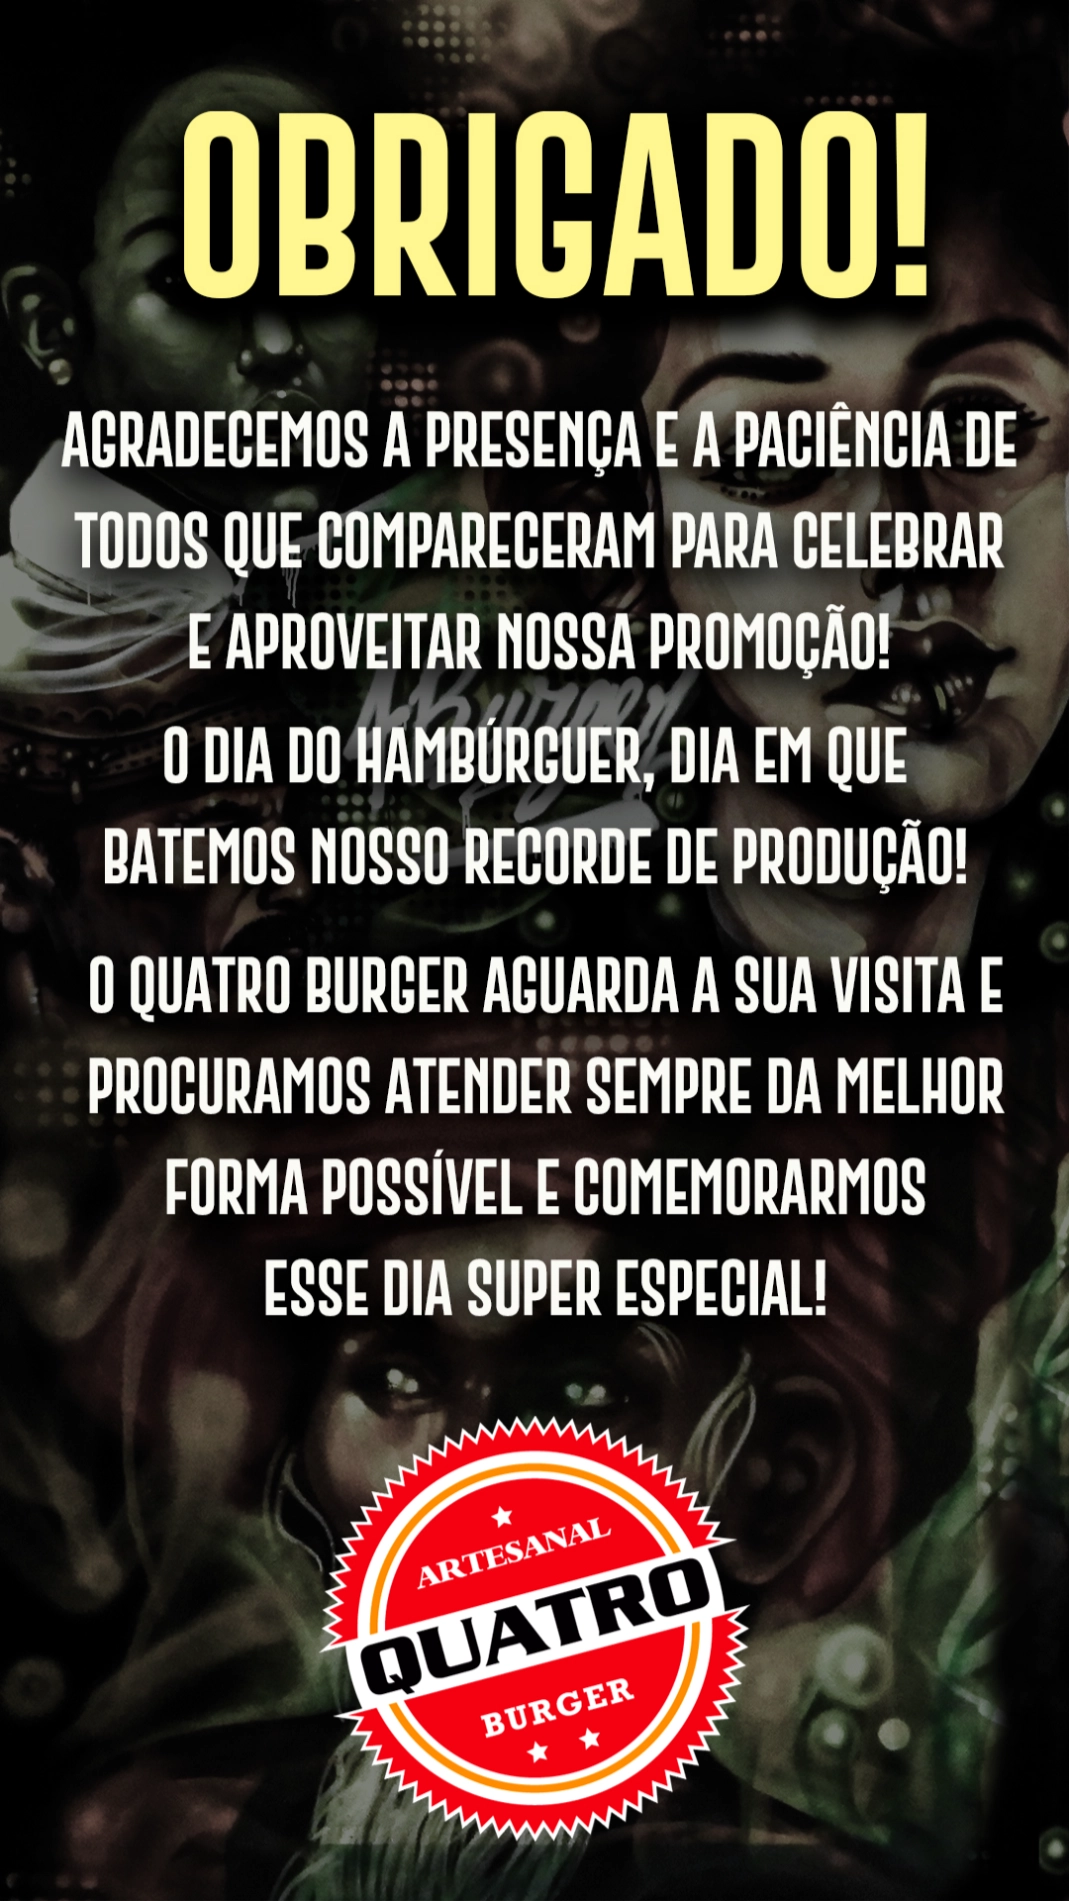 OBRIGADO!
AGRADECEMOS A PRESENÇA E A PACIÊNCIA DE
TODOS QUE COMPARECERAM PARA CELEBRAR
E APROVEITAR NOSSA PROMOÇÃO!
O DIA DO HAMBÚRGUER, DIA EM QUE
BATEMOS NOSSO RECORDE DE PRODUÇÃO!
O QUATRO BURGER AGUARDA A SUA VISITA E
PROCURAMOS ATENDER SEMPRE DA MELHOR
FORMA POSSÍVEL E COMEMORARMOS
ESSE DIA SUPER ESPECIAL!
ARTESANAL
QUATRO
BURGER